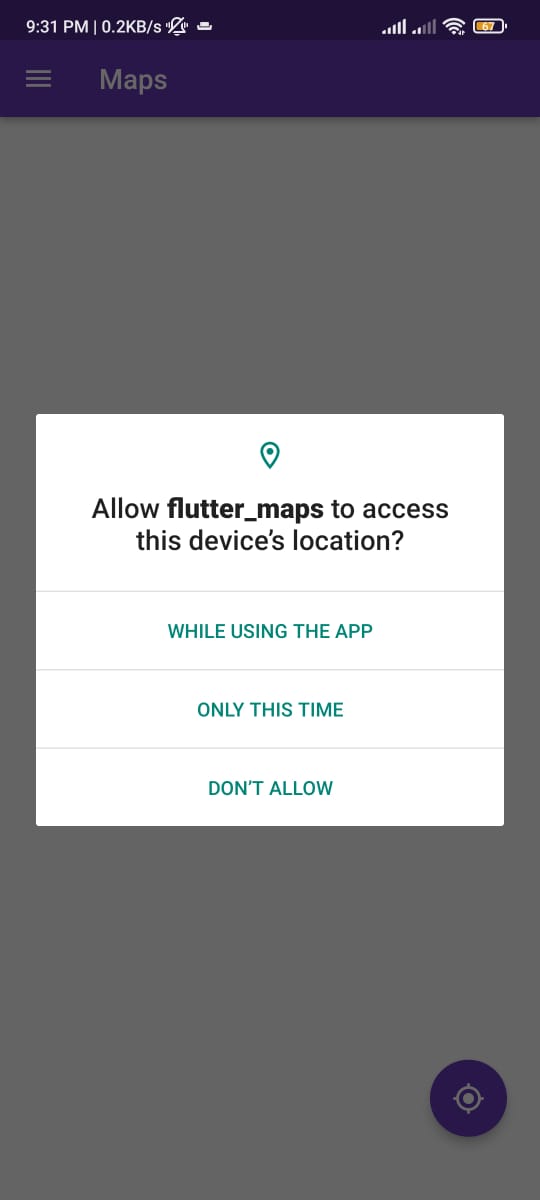 9:31 PM | 0.2KB/s
67
Maps
Allow flutter_maps to access
this device’s location?
WHILE USING THE APP
ONLY THIS TIME
DON’T ALLOW